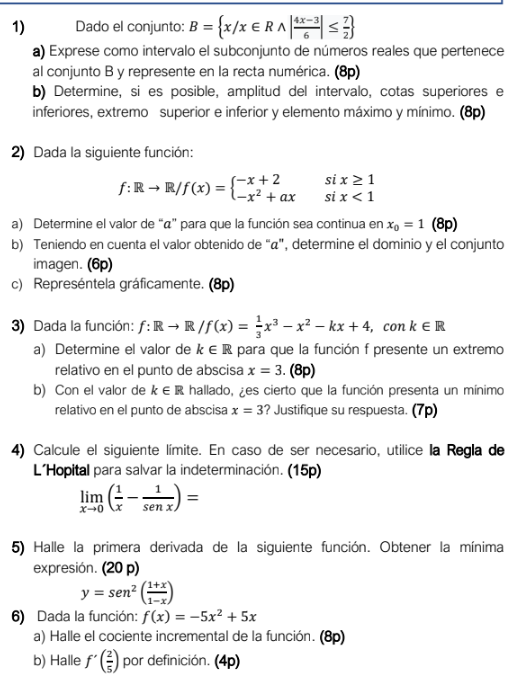 1) Dado el conjunto: B = {x/x ∈ R ∧ |(4x−3)/6| ≤ 7/2}
a) Exprese como intervalo el subconjunto de números reales que pertenece
al conjunto B y represente en la recta numérica. (8p)
b) Determine, si es posible, amplitud del intervalo, cotas superiores e
inferiores, extremo superior e inferior y elemento máximo y mínimo. (8p)
2) Dada la siguiente función:
f: ℝ → ℝ/f(x) = { −x + 2 si x ≥ 1
−x² + ax si x < 1
a) Determine el valor de “a” para que la función sea continua en x₀ = 1 (8p)
b) Teniendo en cuenta el valor obtenido de “a”, determine el dominio y el conjunto
imagen. (6p)
c) Represéntela gráficamente. (8p)
3) Dada la función: f: ℝ → ℝ /f(x) = 1/3 x³ − x² − kx + 4, con k ∈ ℝ
a) Determine el valor de k ∈ ℝ para que la función f presente un extremo
relativo en el punto de abscisa x = 3. (8p)
b) Con el valor de k ∈ ℝ hallado, ¿es cierto que la función presenta un mínimo
relativo en el punto de abscisa x = 3? Justifique su respuesta. (7p)
4) Calcule el siguiente límite. En caso de ser necesario, utilice la Regla de
L´Hopital para salvar la indeterminación. (15p)
lim x→0 (1/x − 1/sen x) =
5) Halle la primera derivada de la siguiente función. Obtener la mínima
expresión. (20 p)
y = sen² ((1+x)/(1−x))
6) Dada la función: f(x) = −5x² + 5x
a) Halle el cociente incremental de la función. (8p)
b) Halle f´(2/5) por definición. (4p)